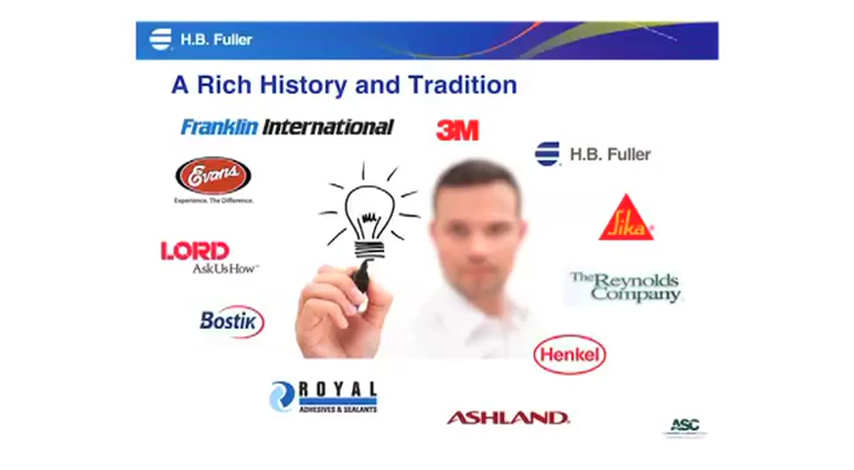 H.B. Fuller
A Rich History and Tradition
Franklin International
3M
H.B. Fuller
Evans
Experience. The Difference.
Sika
LORD
AskUsHow™
The Reynolds
Company
Bostik
Henkel
ROYAL
ADHESIVES & SEALANTS
ASHLAND
ASC